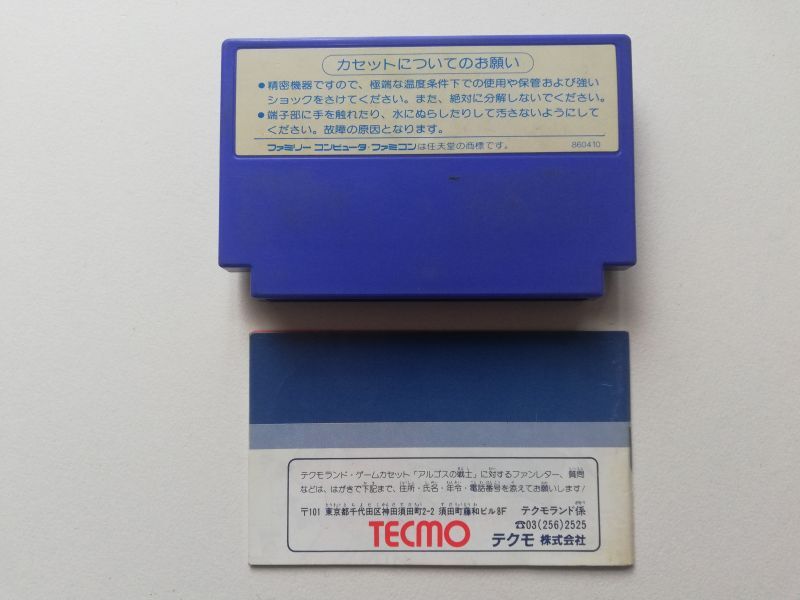 カセットについてのお願い
●精密機器ですので、極端な温度条件下での使用や保管および強い
ショックをさけてください。また、絶対に分解しないでください。
●端子部に手を触れたり、水にぬらしたりして汚さないようにして
ください。故障の原因となります。
ファミリーコンピュータ・ファミコンは任天堂の商標です。 860410
テクモランド・ゲームカセット「アルゴスの戦士」に対するファンレター、質問
などは、はがきで下記まで、住所・氏名・年令・電話番号を添えてお願いします!
〒101 東京都千代田区神田須田町2-2 須田町藤和ビル8F テクモランド係
☎03(256)2525
TECMO テクモ 株式会社